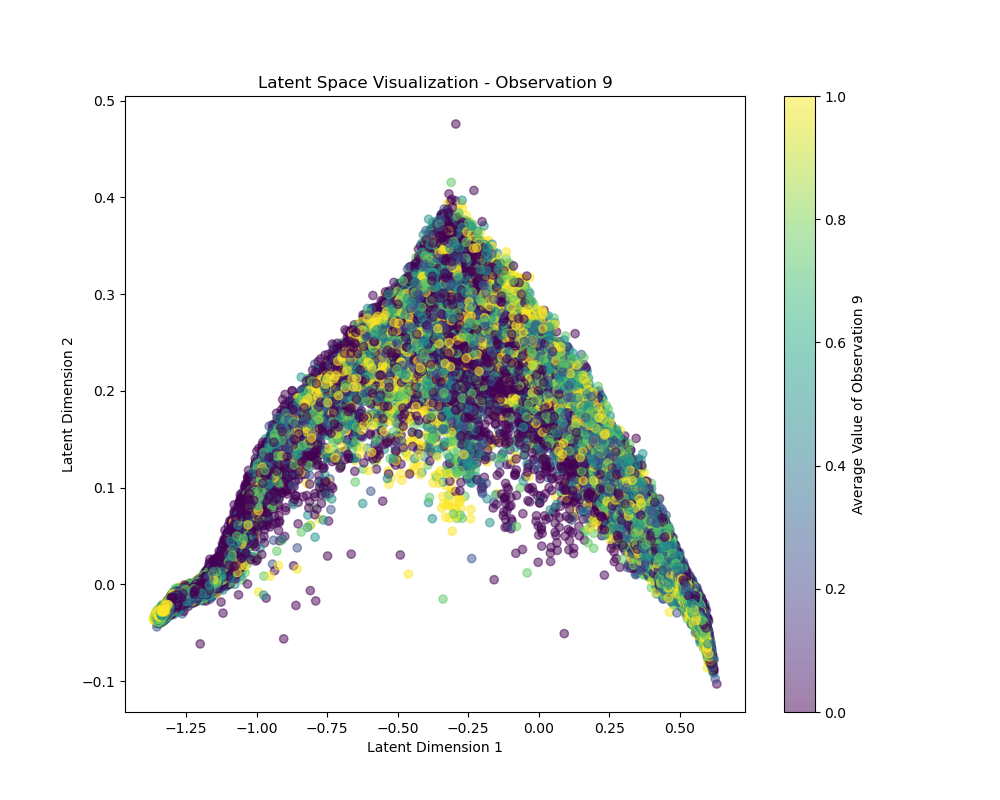 Latent Space Visualization - Observation 9
0.5
0.4
0.3
0.2
0.1
0.0
−0.1
Latent Dimension 2
−1.25 −1.00 −0.75 −0.50 −0.25 0.00 0.25 0.50
Latent Dimension 1
1.0
0.8
0.6
0.4
0.2
0.0
Average Value of Observation 9